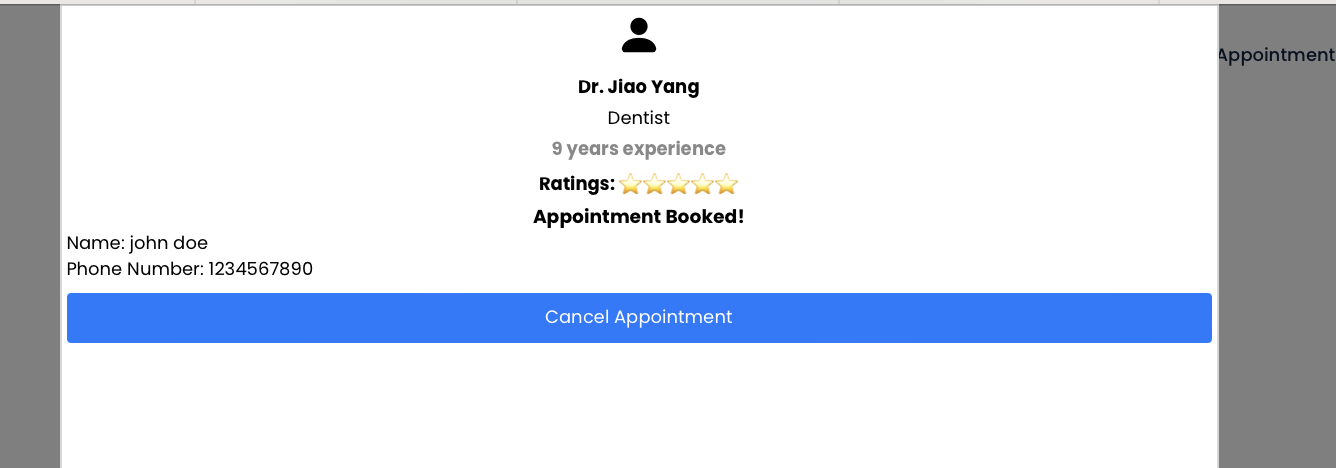 Appointment
Dr. Jiao Yang
Dentist
9 years experience
Ratings: ⭐⭐⭐⭐⭐
Appointment Booked!
Name: john doe
Phone Number: 1234567890
Cancel Appointment